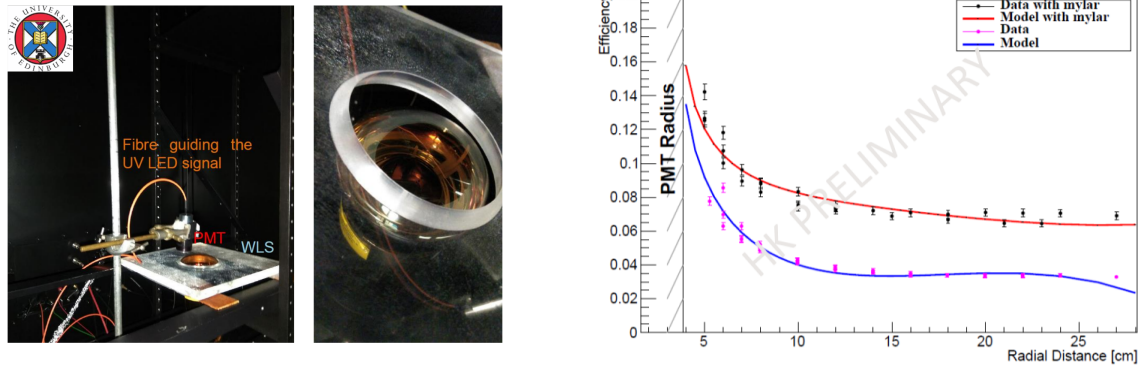 THE UNIVERSITY
OF EDINBURGH
Fibre guiding the
UV LED signal
PMT
WLS
Efficiency
0.18
0.16
0.14
0.12
0.1
0.08
0.06
0.04
0.02
0
PMT Radius
Data with mylar
Model with mylar
Data
Model
HK PRELIMINARY
5
10
15
20
25
Radial Distance [cm]